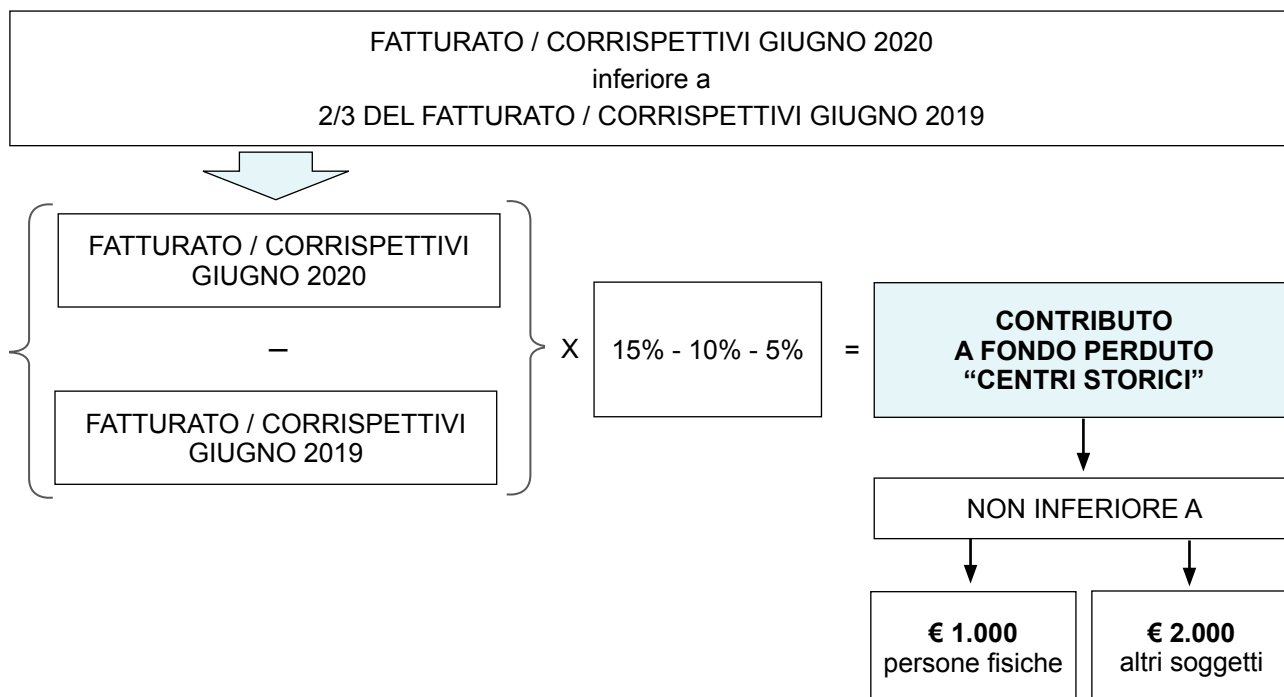 FATTURATO / CORRISPETTIVI GIUGNO 2020
inferiore a
2/3 DEL FATTURATO / CORRISPETTIVI GIUGNO 2019
FATTURATO / CORRISPETTIVI
GIUGNO 2020
–
FATTURATO / CORRISPETTIVI
GIUGNO 2019
X
15% - 10% - 5%
=
CONTRIBUTO
A FONDO PERDUTO
“CENTRI STORICI”
NON INFERIORE A
€ 1.000
persone fisiche
€ 2.000
altri soggetti